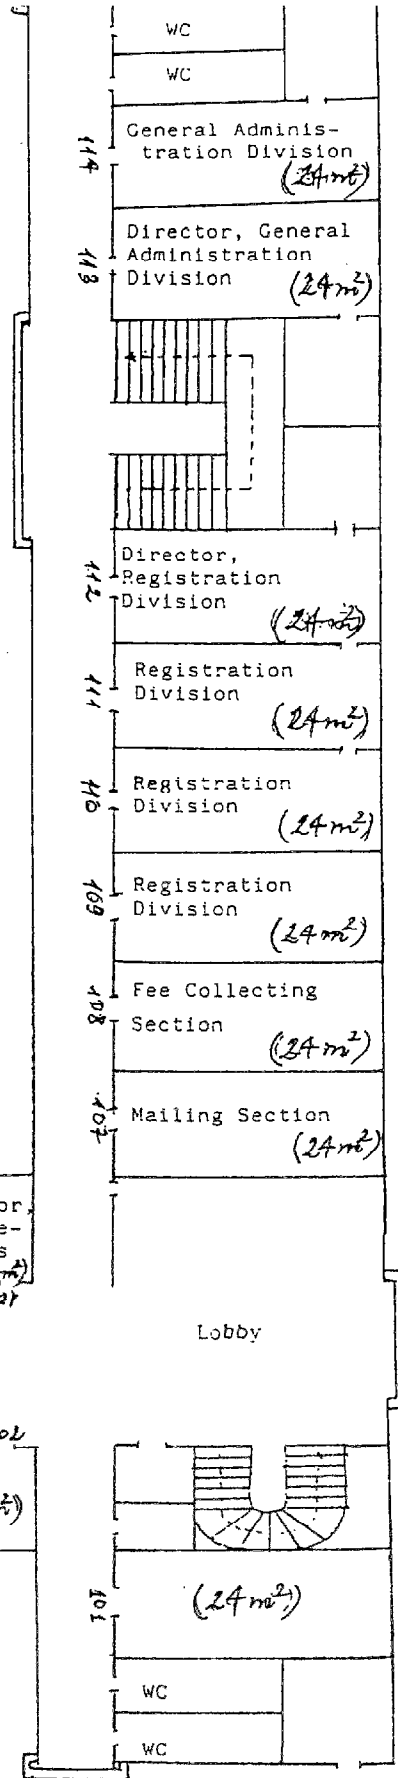 WC
WC
114
General Adminis-
tration Division
(24m²)
113
Director, General
Administration
Division
(24m²)
112
Director,
Registration
Division
(24m²)
111
Registration
Division
(24m²)
110
Registration
Division
(24m²)
109
Registration
Division
(24m²)
108
Fee Collecting
Section
(24m²)
107
Mailing Section
(24m²)
or,
e-
s
m²)
Lobby
101
(24m²)
WC
WC